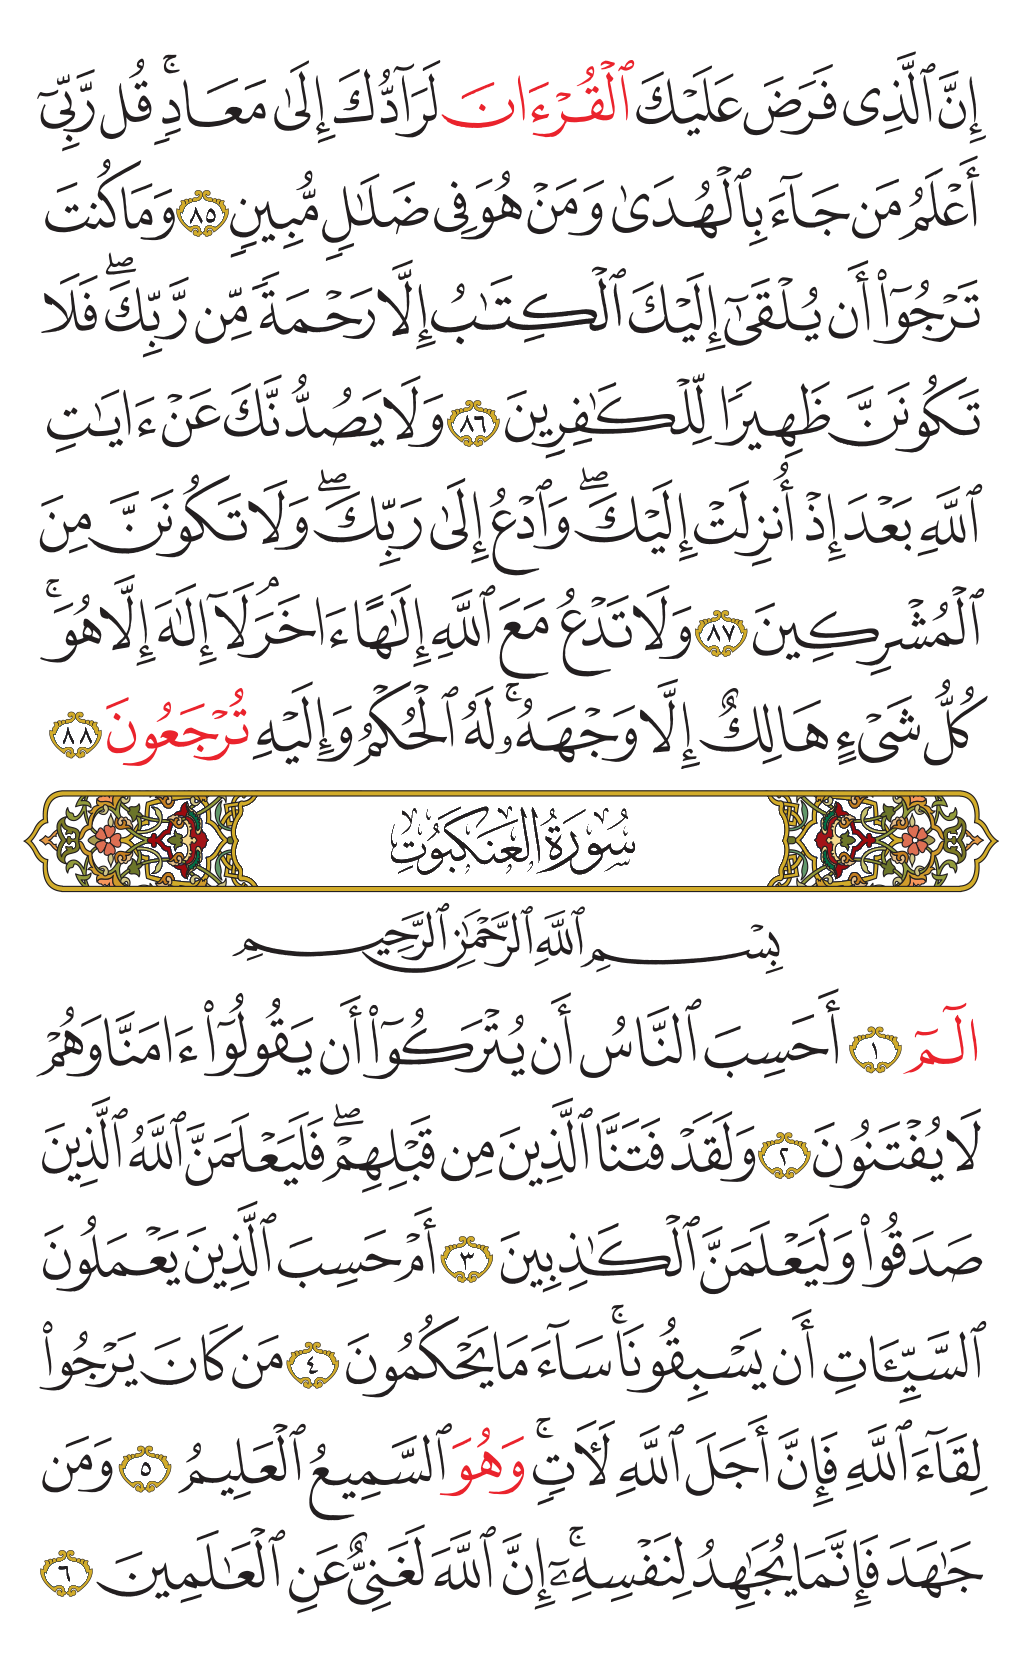 إِنَّ ٱلَّذِى فَرَضَ عَلَيْكَ ٱلْقُرْءَانَ لَرَآدُّكَ إِلَىٰ مَعَادٍۚ قُل رَّبِّىٓ
أَعْلَمُ مَن جَآءَ بِٱلْهُدَىٰ وَمَنْ هُوَ فِى ضَلَـٰلٍ مُّبِينٍ ٨٥ وَمَا كُنتَ
تَرْجُوٓا۟ أَن يُلْقَىٰٓ إِلَيْكَ ٱلْكِتَـٰبُ إِلَّا رَحْمَةً مِّن رَّبِّكَۖ فَلَا
تَكُونَنَّ ظَهِيرًا لِّلْكَـٰفِرِينَ ٨٦ وَلَا يَصُدُّنَّكَ عَنْ ءَايَـٰتِ
ٱللَّهِ بَعْدَ إِذْ أُنزِلَتْ إِلَيْكَۖ وَٱدْعُ إِلَىٰ رَبِّكَۖ وَلَا تَكُونَنَّ مِنَ
ٱلْمُشْرِكِينَ ٨٧ وَلَا تَدْعُ مَعَ ٱللَّهِ إِلَـٰهًا ءَاخَرَۘ لَآ إِلَـٰهَ إِلَّا هُوَۚ
كُلُّ شَىْءٍ هَالِكٌ إِلَّا وَجْهَهُۥۚ لَهُ ٱلْحُكْمُ وَإِلَيْهِ تُرْجَعُونَ ٨٨
سُورَةُ العَنكَبُوتِ
بِسْمِ ٱللَّهِ ٱلرَّحْمَـٰنِ ٱلرَّحِيمِ
الٓمٓ ١ أَحَسِبَ ٱلنَّاسُ أَن يُتْرَكُوٓا۟ أَن يَقُولُوٓا۟ ءَامَنَّا وَهُمْ
لَا يُفْتَنُونَ ٢ وَلَقَدْ فَتَنَّا ٱلَّذِينَ مِن قَبْلِهِمْۖ فَلَيَعْلَمَنَّ ٱللَّهُ ٱلَّذِينَ
صَدَقُوا۟ وَلَيَعْلَمَنَّ ٱلْكَـٰذِبِينَ ٣ أَمْ حَسِبَ ٱلَّذِينَ يَعْمَلُونَ
ٱلسَّيِّـَٔاتِ أَن يَسْبِقُونَاۚ سَآءَ مَا يَحْكُمُونَ ٤ مَن كَانَ يَرْجُوا۟
لِقَآءَ ٱللَّهِ فَإِنَّ أَجَلَ ٱللَّهِ لَـَٔاتٍۚ وَهُوَ ٱلسَّمِيعُ ٱلْعَلِيمُ ٥ وَمَن
جَـٰهَدَ فَإِنَّمَا يُجَـٰهِدُ لِنَفْسِهِۦٓۚ إِنَّ ٱللَّهَ لَغَنِىٌّ عَنِ ٱلْعَـٰلَمِينَ ٦